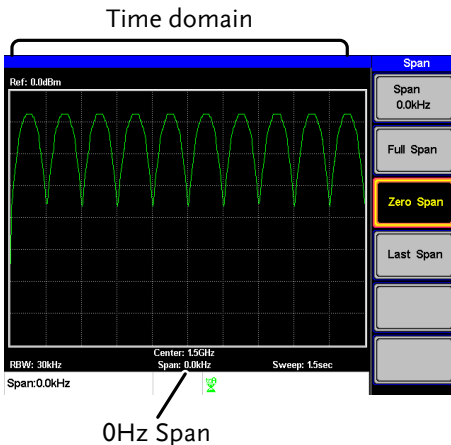 Time domain
Span
Ref: 0.0dBm
Span
0.0kHz
Full Span
Zero Span
Last Span
Center: 1.5GHz
RBW: 30kHz
Span: 0.0kHz
Sweep: 1.5sec
Span:0.0kHz
0Hz Span